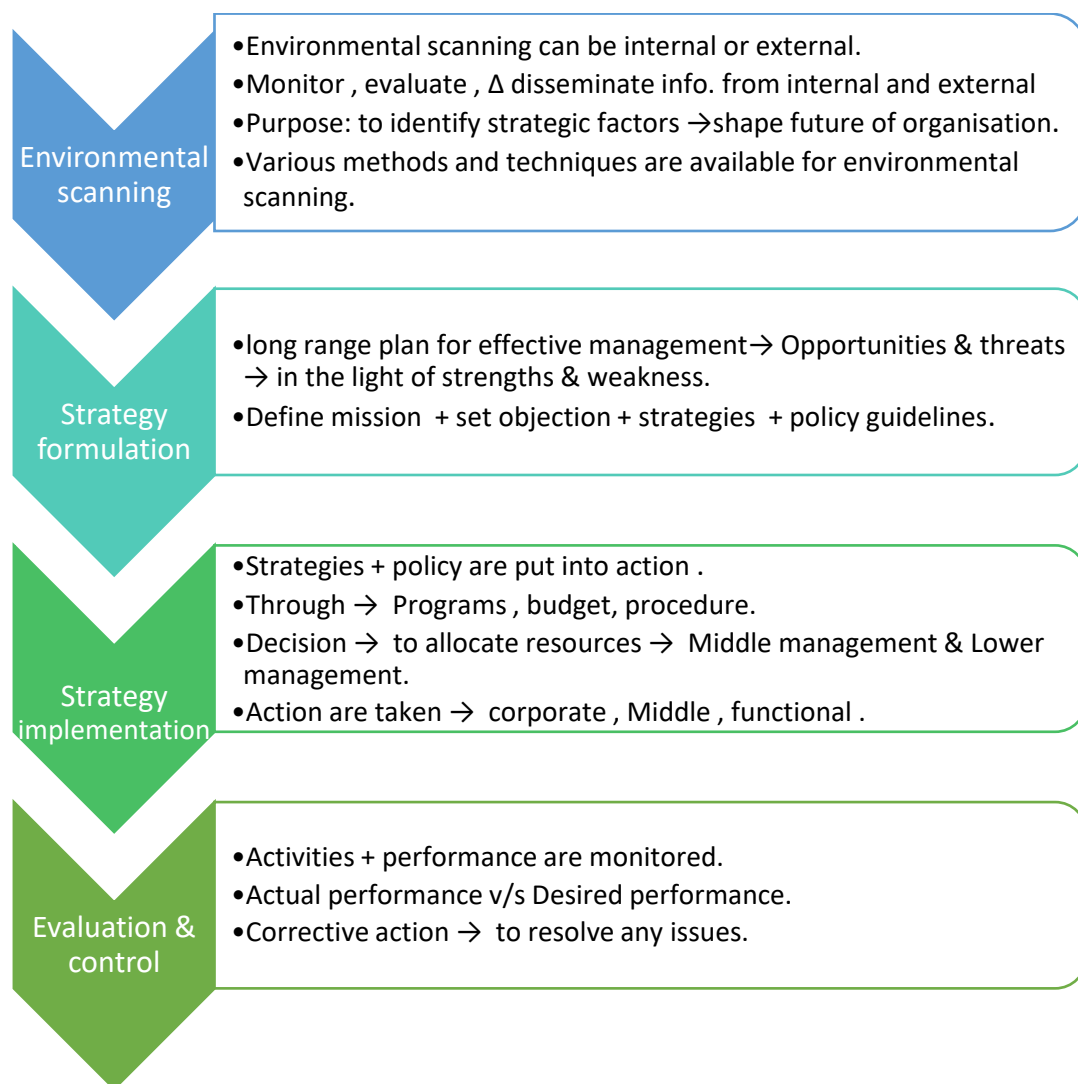 Environmental
scanning
•Environmental scanning can be internal or external.
•Monitor , evaluate , Δ disseminate info. from internal and external
•Purpose: to identify strategic factors →shape future of organisation.
•Various methods and techniques are available for environmental
scanning.
Strategy
formulation
•long range plan for effective management→ Opportunities & threats
→ in the light of strengths & weakness.
•Define mission + set objection + strategies + policy guidelines.
Strategy
implementation
•Strategies + policy are put into action .
•Through → Programs , budget, procedure.
•Decision → to allocate resources → Middle management & Lower
management.
•Action are taken → corporate , Middle , functional .
Evaluation &
control
•Activities + performance are monitored.
•Actual performance v/s Desired performance.
•Corrective action → to resolve any issues.